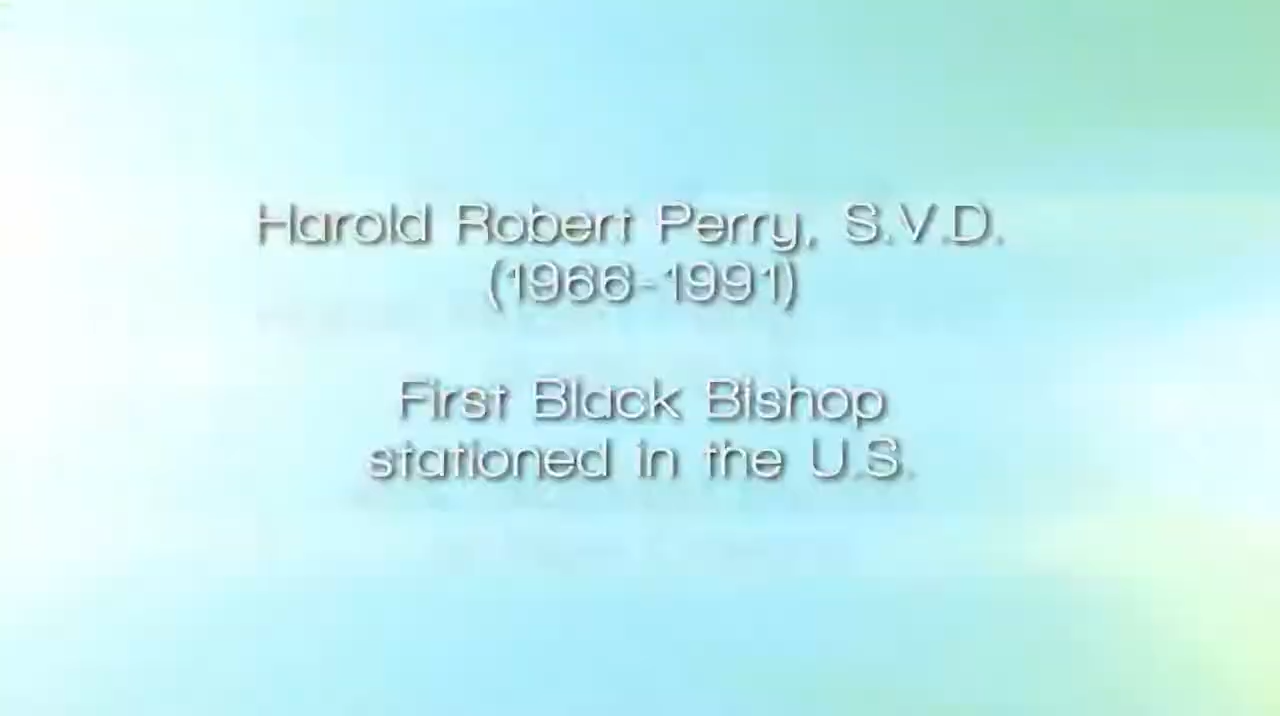 Harold Robert Perry, S.V.D.
(1966-1991)
First Black Bishop
stationed in the U.S.